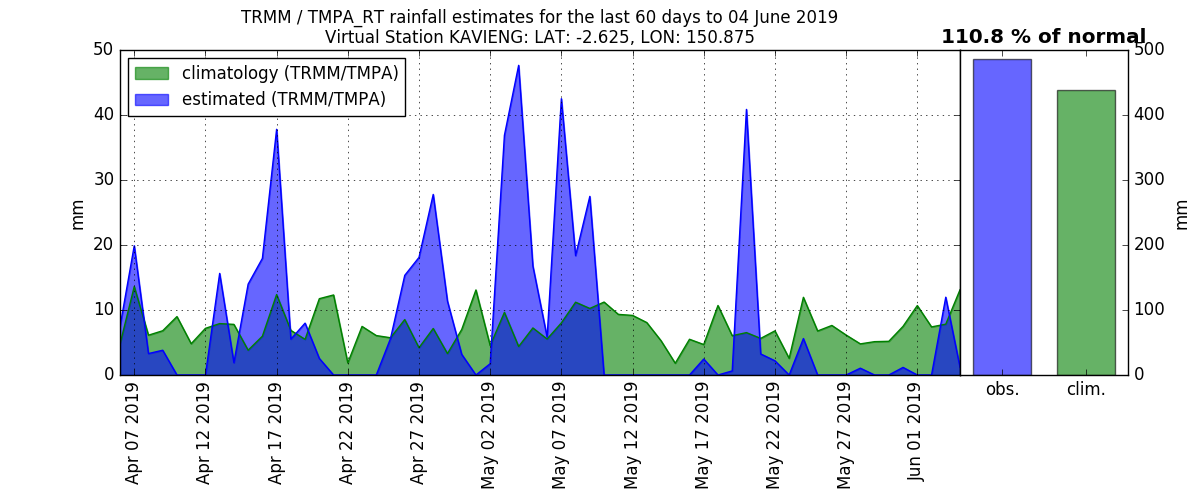 TRMM / TMPA_RT rainfall estimates for the last 60 days to 04 June 2019
Virtual Station KAVIENG: LAT: -2.625, LON: 150.875
110.8 % of normal
climatology (TRMM/TMPA)
estimated (TRMM/TMPA)
50
40
30
20
10
0
mm
Apr 07 2019
Apr 12 2019
Apr 17 2019
Apr 22 2019
Apr 27 2019
May 02 2019
May 07 2019
May 12 2019
May 17 2019
May 22 2019
May 27 2019
Jun 01 2019
obs.
clim.
500
400
300
200
100
0
mm